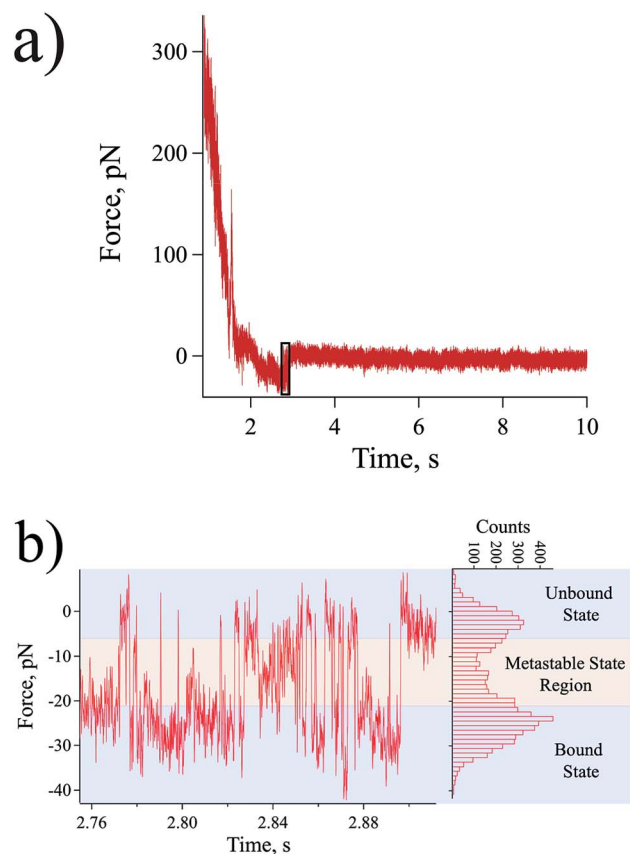 a)
300
200
100
0
Force, pN
2
4
6
8
10
Time, s
b)
Counts
100
200
300
400
0
-10
-20
-30
-40
Force, pN
Unbound
State
Metastable State
Region
Bound
State
2.76
2.80
2.84
2.88
Time, s